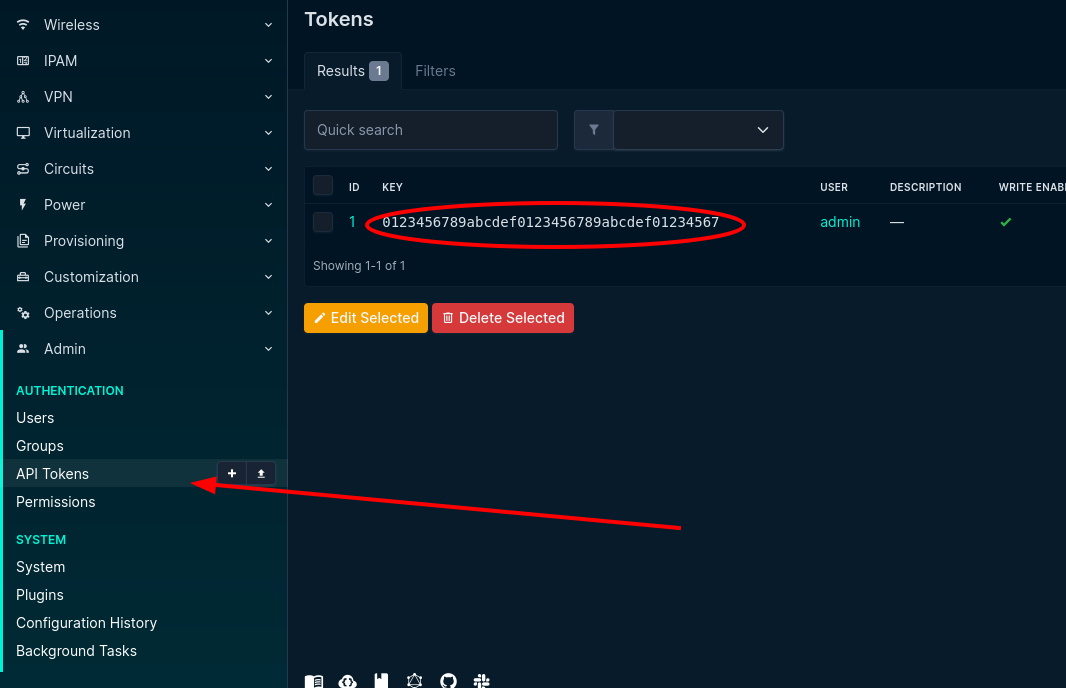 Wireless
IPAM
VPN
Virtualization
Circuits
Power
Provisioning
Customization
Operations
Admin
AUTHENTICATION
Users
Groups
API Tokens
Permissions
SYSTEM
System
Plugins
Configuration History
Background Tasks
Tokens
Results 1 Filters
Quick search
ID KEY USER DESCRIPTION WRITE ENAB
1 0123456789abcdef0123456789abcdef01234567 admin —
Showing 1-1 of 1
Edit Selected Delete Selected